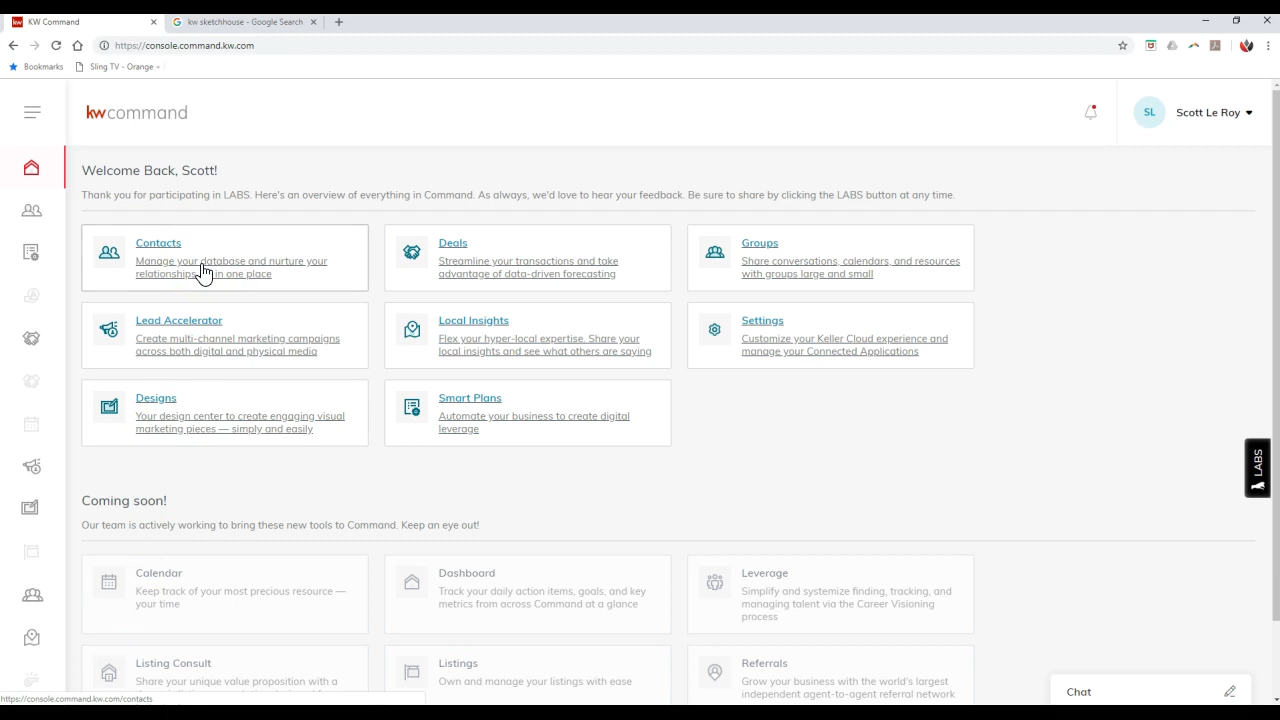 KW Command
kw sketchhouse - Google Search
https://console.command.kw.com
Bookmarks
Sling TV - Orange +
kwcommand
SL
Scott Le Roy
Welcome Back, Scott!
Thank you for participating in LABS. Here's an overview of everything in Command. As always, we'd love to hear your feedback. Be sure to share by clicking the LABS button at any time.
Contacts
Manage your database and nurture your
relationships in one place
Deals
Streamline your transactions and take
advantage of data-driven forecasting
Groups
Share conversations, calendars, and resources
with groups large and small
Lead Accelerator
Create multi-channel marketing campaigns
across both digital and physical media
Local Insights
Flex your hyper-local expertise. Share your
local insights and see what others are saying
Settings
Customize your Keller Cloud experience and
manage your Connected Applications
Designs
Your design center to create engaging visual
marketing pieces — simply and easily
Smart Plans
Automate your business to create digital
leverage
LABS
Coming soon!
Our team is actively working to bring these new tools to Command. Keep an eye out!
Calendar
Keep track of your most precious resource —
your time
Dashboard
Track your daily action items, goals, and key
metrics from across Command at a glance
Leverage
Simplify and systemize finding, tracking, and
managing talent via the Career Visioning
process
Listing Consult
Share your unique value proposition with a
Listings
Own and manage your listings with ease
Referrals
Grow your business with the world's largest
independent agent-to-agent referral network
Chat
https://console.command.kw.com/contacts